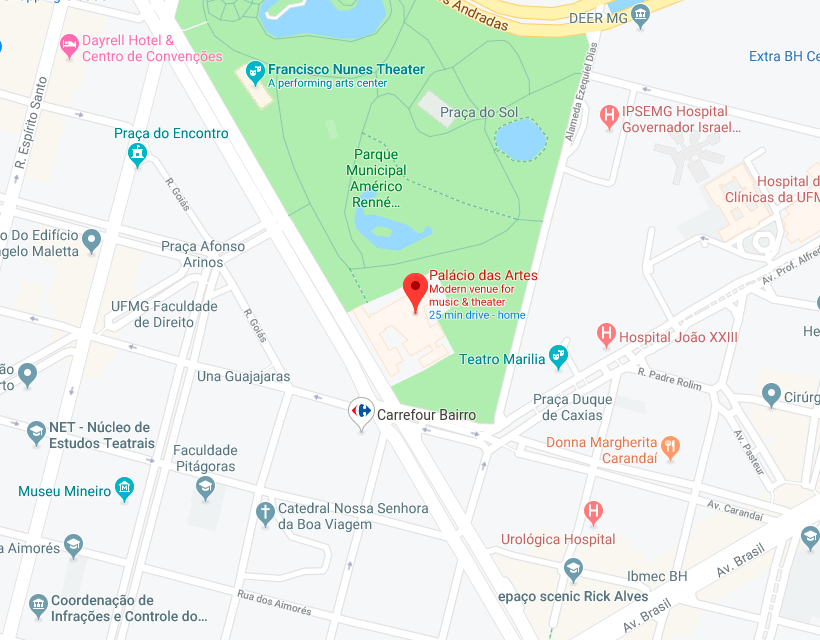 Andradas
DEER MG
Dayrell Hotel &
Centro de Convenções
Extra BH Ce
Francisco Nunes Theater
A performing arts center
R. Espírito Santo
Praça do Sol
Alameda Ezequiel Dias
IPSEMG Hospital
Governador Israel...
Praça do Encontro
Parque
Municipal
Américo
Renné...
R. Goiás
Hospital d
Clínicas da UFM
o Do Edifício
ngelo Maletta
Praça Afonso
Arinos
Av. Prof. Alfred
Palácio das Artes
Modern venue for
music & theater
25 min drive - home
UFMG Faculdade
de Direito
R. Goiás
Hospital João XXIII
He
Teatro Marilia
ão
rto
Una Guajajaras
R. Padre Rolim
Praça Duque
de Caxias
Cirúrg
Carrefour Bairro
NET - Núcleo de
Estudos Teatrais
Av. Pasteur
Donna Margherita
Carandaí
Faculdade
Pitágoras
Museu Mineiro
Catedral Nossa Senhora
da Boa Viagem
Av. Carandaí
Urológica Hospital
a Aimorés
Av. Brasil
Ibmec BH
epaço scenic Rick Alves
Rua dos Aimorés
Coordenação de
Infrações e Controle do...
Av. Brasil